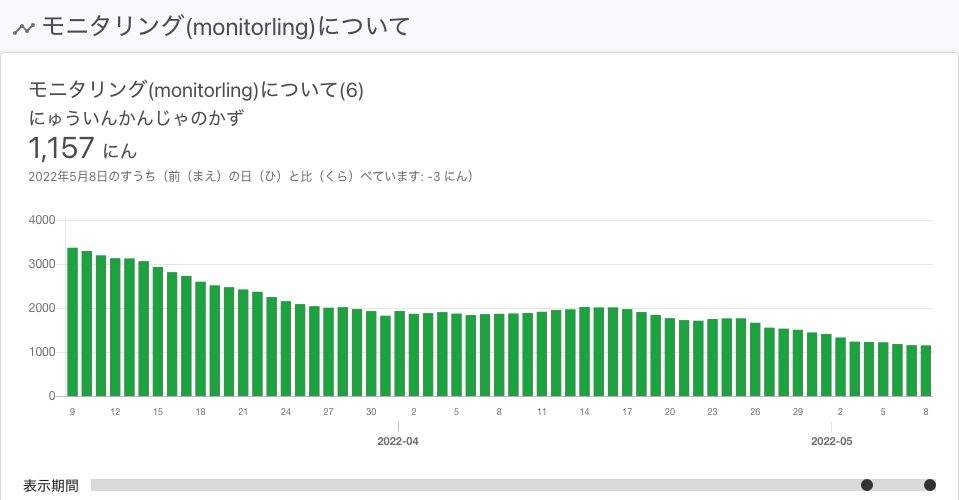 モニタリング(monitorling)について
モニタリング(monitorling)について(6)
にゅういんかんじゃのかず
1,157 にん
2022年5月8日のすうち（前（まえ）の日（ひ）と比（くら）べています: -3 にん）
4000
3000
2000
1000
0
9 12 15 18 21 24 27 30 2 5 8 11 14 17 20 23 26 29 2 5 8
2022-04 2022-05
表示期間